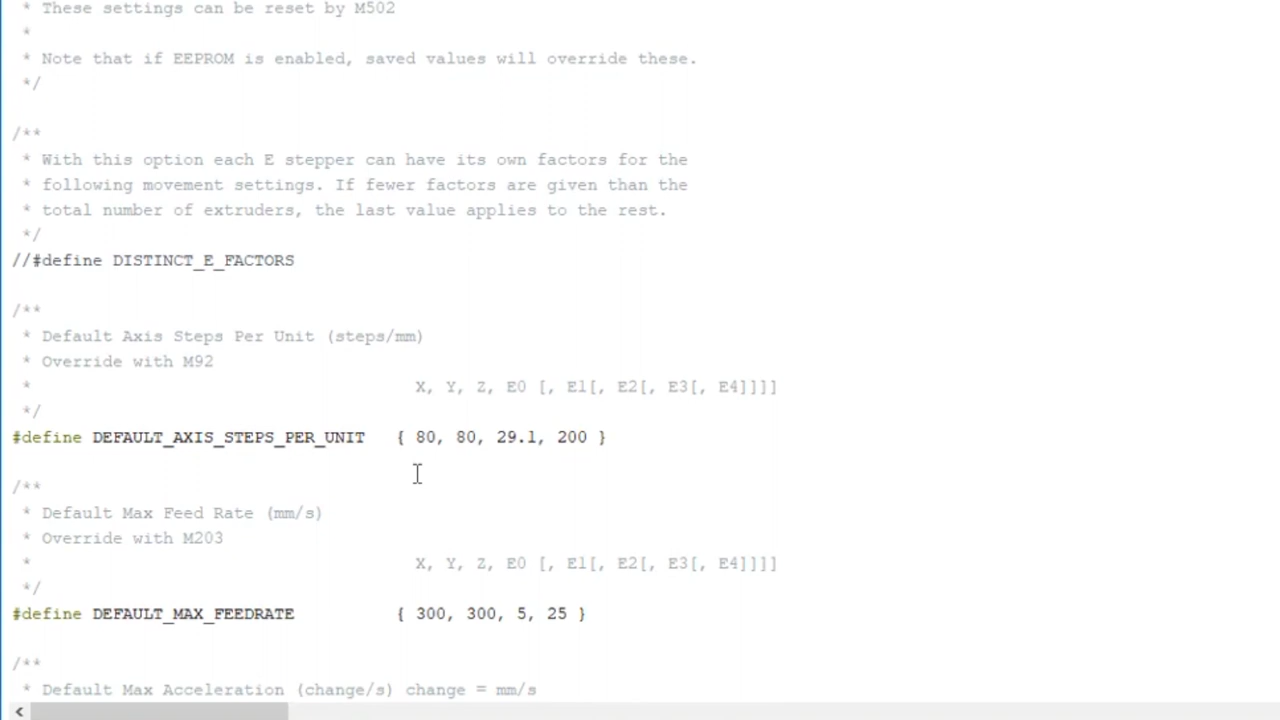 * These settings can be reset by M502
*
* Note that if EEPROM is enabled, saved values will override these.
*/
/**
* With this option each E stepper can have its own factors for the
* following movement settings. If fewer factors are given than the
* total number of extruders, the last value applies to the rest.
*/
//#define DISTINCT_E_FACTORS
/**
* Default Axis Steps Per Unit (steps/mm)
* Override with M92
* X, Y, Z, E0 [, E1[, E2[, E3[, E4]]]]
*/
#define DEFAULT_AXIS_STEPS_PER_UNIT { 80, 80, 29.1, 200 }
/**
* Default Max Feed Rate (mm/s)
* Override with M203
* X, Y, Z, E0 [, E1[, E2[, E3[, E4]]]]
*/
#define DEFAULT_MAX_FEEDRATE { 300, 300, 5, 25 }
/**
* Default Max Acceleration (change/s) change = mm/s